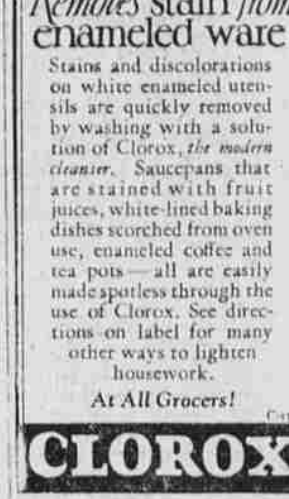 Removes stain from
enameled ware
Stains and discolorations
on white enameled uten-
sils are quickly removed
by washing with a solu-
tion of Clorox, the modern
cleanser. Saucepans that
are stained with fruit
juices, white-lined baking
dishes scorched from oven
use, enameled coffee and
tea pots—all are easily
made spotless through the
use of Clorox. See direc-
tions on label for many
other ways to lighten
housework.
At All Grocers!
CLOROX